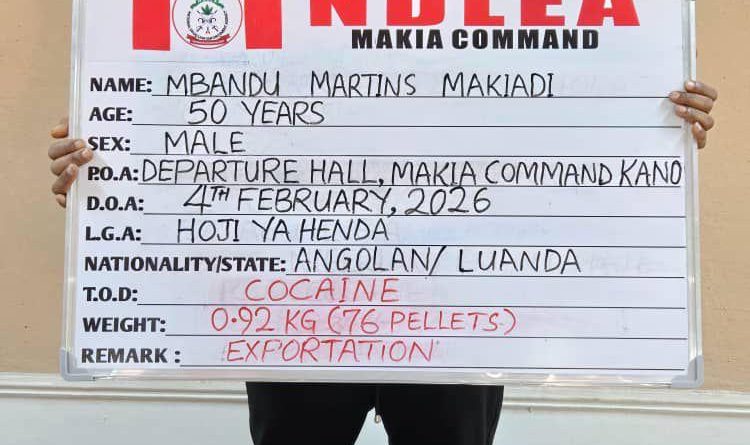 NDLEA
MAKIA COMMAND
NAME: MBANDU MARTINS MAKIADI
AGE: 50 YEARS
SEX: MALE
P.O.A: DEPARTURE HALL, MAKIA COMMAND KANO
D.O.A: 4TH FEBRUARY, 2026
L.G.A: HOJI YA HENDA
NATIONALITY/STATE: ANGOLAN/ LUANDA
T.O.D: COCAINE
WEIGHT: 0.92 KG (76 PELLETS)
REMARK : EXPORTATION